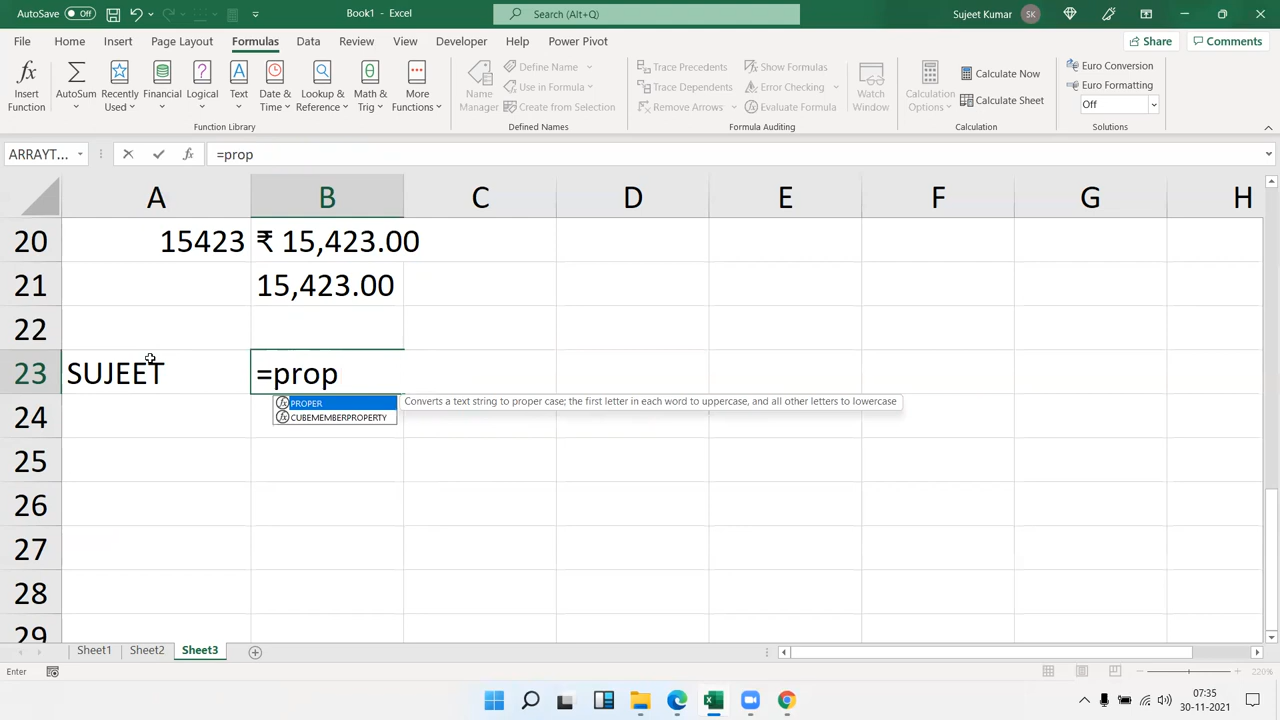 AutoSave Off Book1 - Excel Search (Alt+Q) Sujeet Kumar SK
File Home Insert Page Layout Formulas Data Review View Developer Help Power Pivot Share Comments
Insert Function
AutoSum
Recently Used
Financial
Logical
Text
Date & Time
Lookup & Reference
Math & Trig
More Functions
Function Library
Name Manager
Define Name
Use in Formula
Create from Selection
Defined Names
Trace Precedents
Trace Dependents
Remove Arrows
Show Formulas
Error Checking
Evaluate Formula
Formula Auditing
Watch Window
Calculation Options
Calculate Now
Calculate Sheet
Calculation
Euro Conversion
Euro Formatting
Off
Solutions
ARRAYT... fx =prop
A B C D E F G H
20 15423 ₹ 15,423.00
21 15,423.00
22
23 SUJEET =prop
PROPER Converts a text string to proper case; the first letter in each word to uppercase, and all other letters to lowercase
CUBEMEMBERPROPERTY
24
25
26
27
28
29
Sheet1 Sheet2 Sheet3
Enter 220%
07:35
30-11-2021